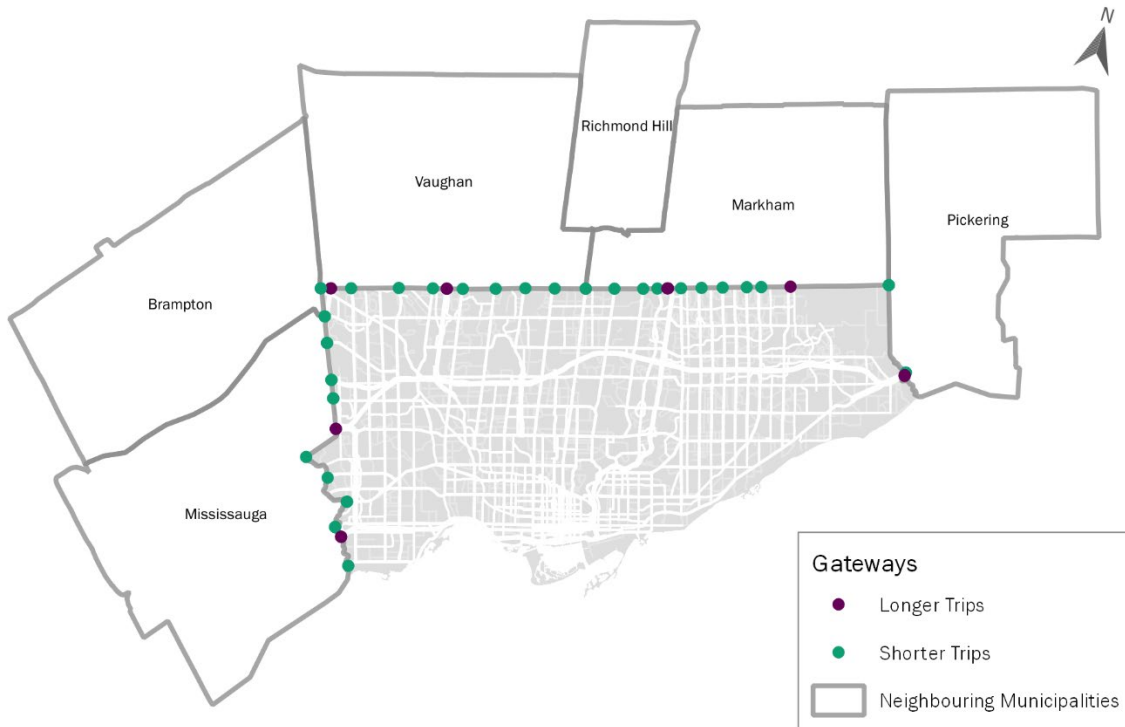 N
Richmond Hill
Vaughan
Markham
Pickering
Brampton
Mississauga
Gateways
Longer Trips
Shorter Trips
Neighbouring Municipalities